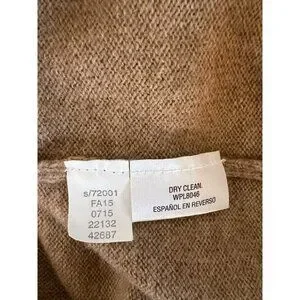 s/72001
FA15
0715
22132
42687
DRY CLEAN.
WPL8046
ESPAÑOL EN REVERSO